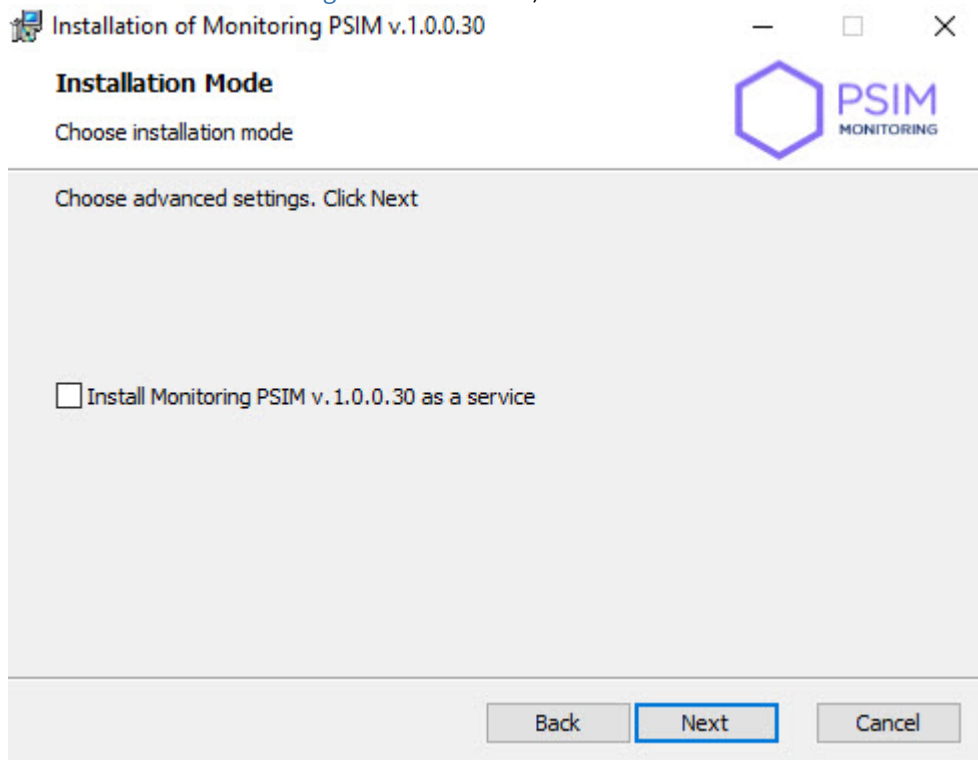 Installation of Monitoring PSIM v.1.0.0.30
Installation Mode
Choose installation mode
PSIM
MONITORING
Choose advanced settings. Click Next
Install Monitoring PSIM v.1.0.0.30 as a service
Back
Next
Cancel